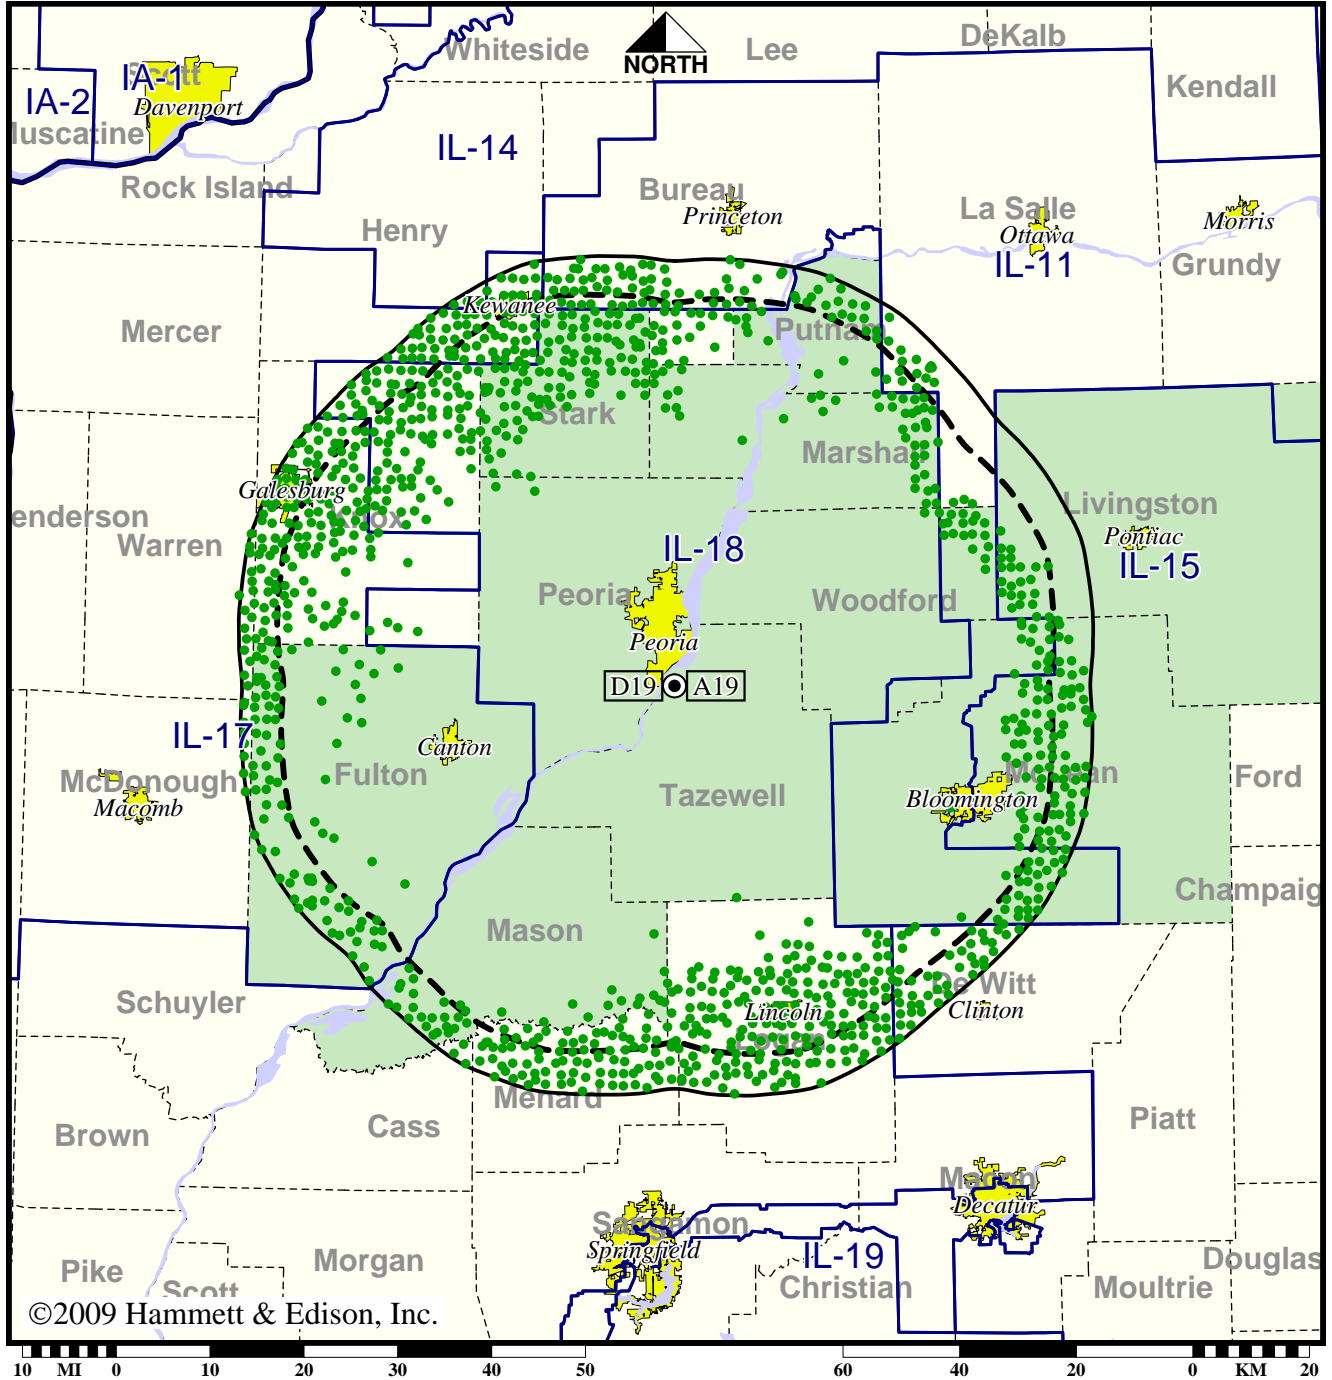 Whiteside
Lee
DeKalb
NORTH
Kendall
IA-1
Scott
IA-2
Davenport
Muscatine
IL-14
Rock Island
Bureau
Princeton
La Salle
Ottawa
Morris
Henry
IL-11
Grundy
Kewanee
Mercer
Putnam
Stark
Marsha
Galesburg
Livingston
enderson
Knox
Warren
Pontiac
IL-18
IL-15
Peoria
Woodford
Peoria
D19
A19
IL-17
Canton
McDonough
Fulton
McLean
Ford
Macomb
Tazewell
Bloomington
Champaig
Mason
Schuyler
De Witt
Lincoln
Clinton
Logan
Menard
Brown
Cass
Piatt
Macon
Decatur
Sangamon
Springfield
IL-19
Morgan
Pike
Scott
Christian
Moultrie
Douglas
©2009 Hammett & Edison, Inc.
10 MI 0 10 20 30 40 50 60 40 20 0 KM 20